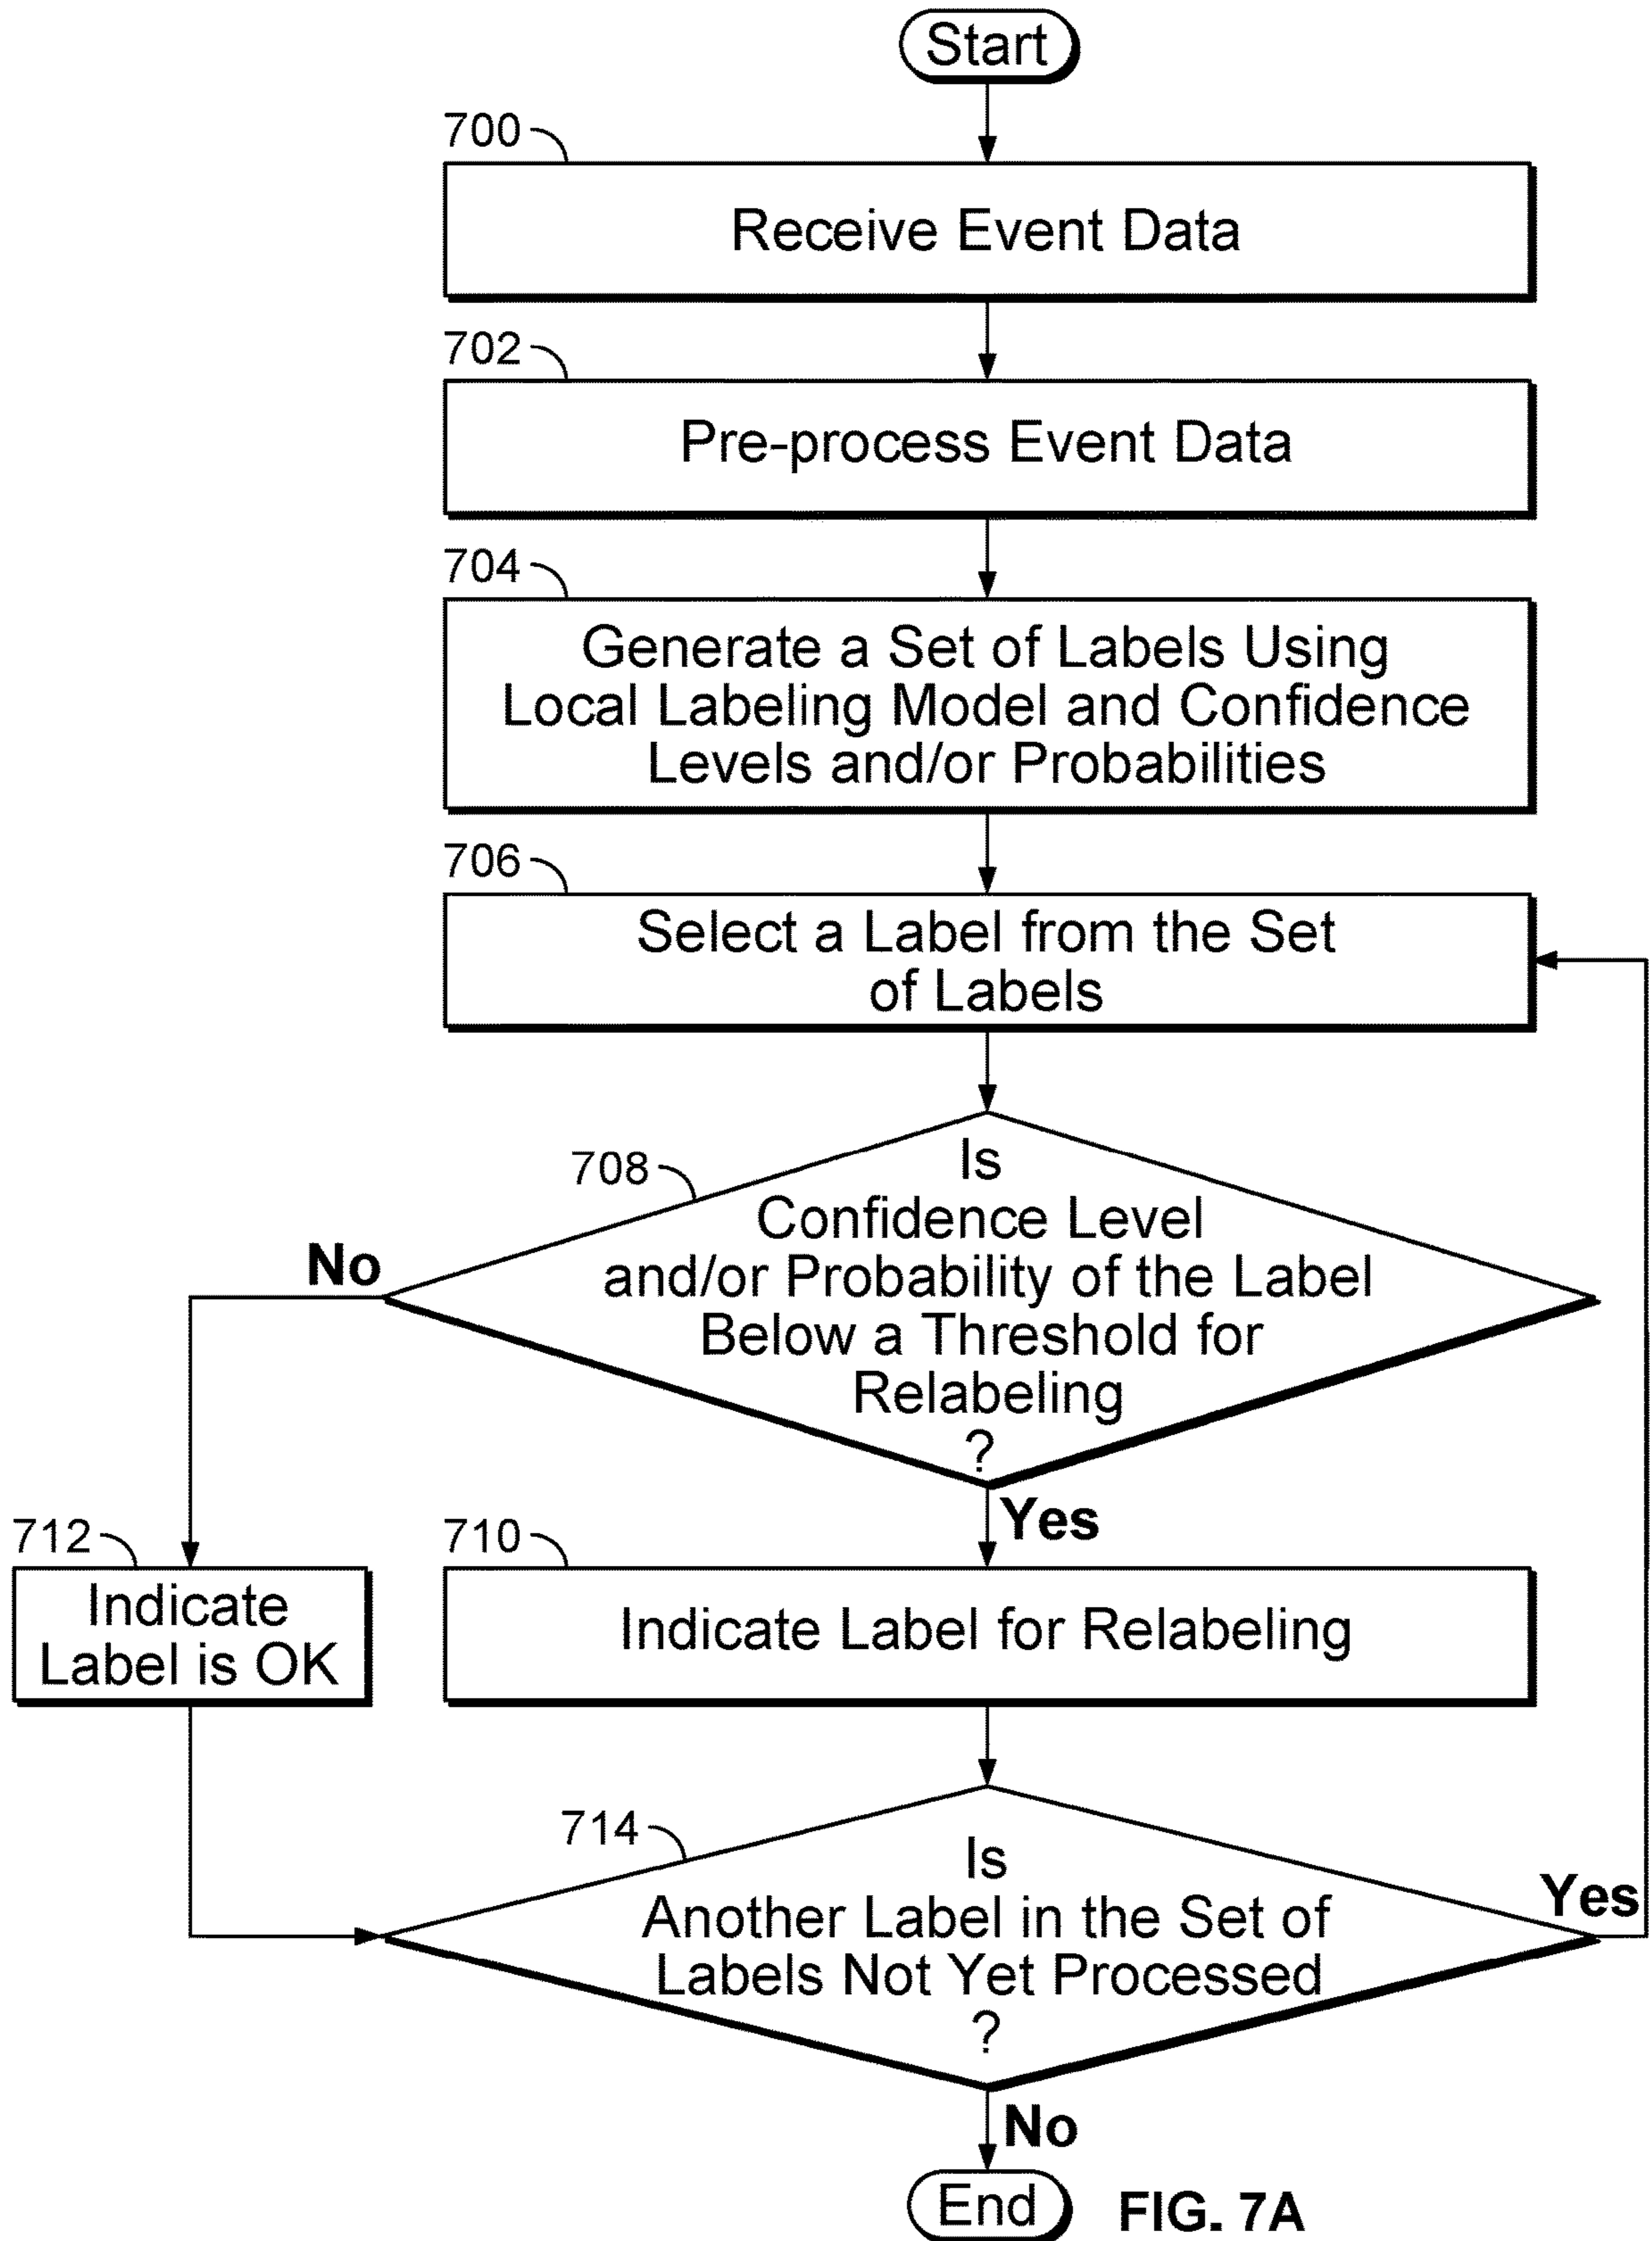 Start
700
Receive Event Data
702
Pre-process Event Data
704
Generate a Set of Labels Using
Local Labeling Model and Confidence
Levels and/or Probabilities
706
Select a Label from the Set
of Labels
708
Is
Confidence Level
and/or Probability of the Label
Below a Threshold for
Relabeling
?
No
Yes
712
Indicate
Label is OK
710
Indicate Label for Relabeling
714
Is
Another Label in the Set of
Labels Not Yet Processed
?
Yes
No
End
FIG. 7A